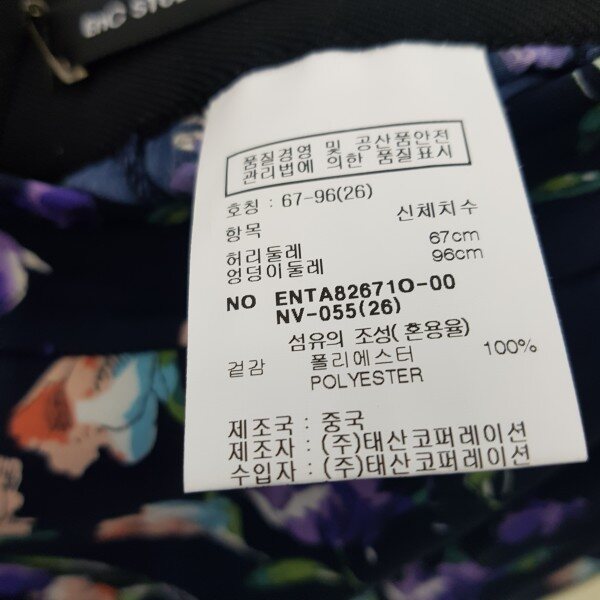 품질경영 및 공산품안전
관리법에 의한 품질표시
호칭 : 67-96(26)
항목 신체치수
허리둘레 67cm
엉덩이둘레 96cm
NO ENTA82671O-00
NV-055(26)
섬유의 조성( 혼용율)
겉감 폴리에스터 100%
POLYESTER
제조국 : 중국
제조자 : (주)태산코퍼레이션
수입자 : (주)태산코퍼레이션